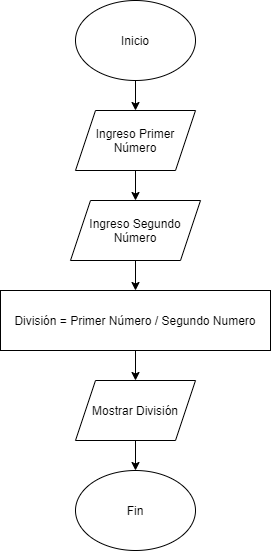 Inicio
Ingreso Primer
Número
Ingreso Segundo
Número
División = Primer Número / Segundo Numero
Mostrar División
Fin